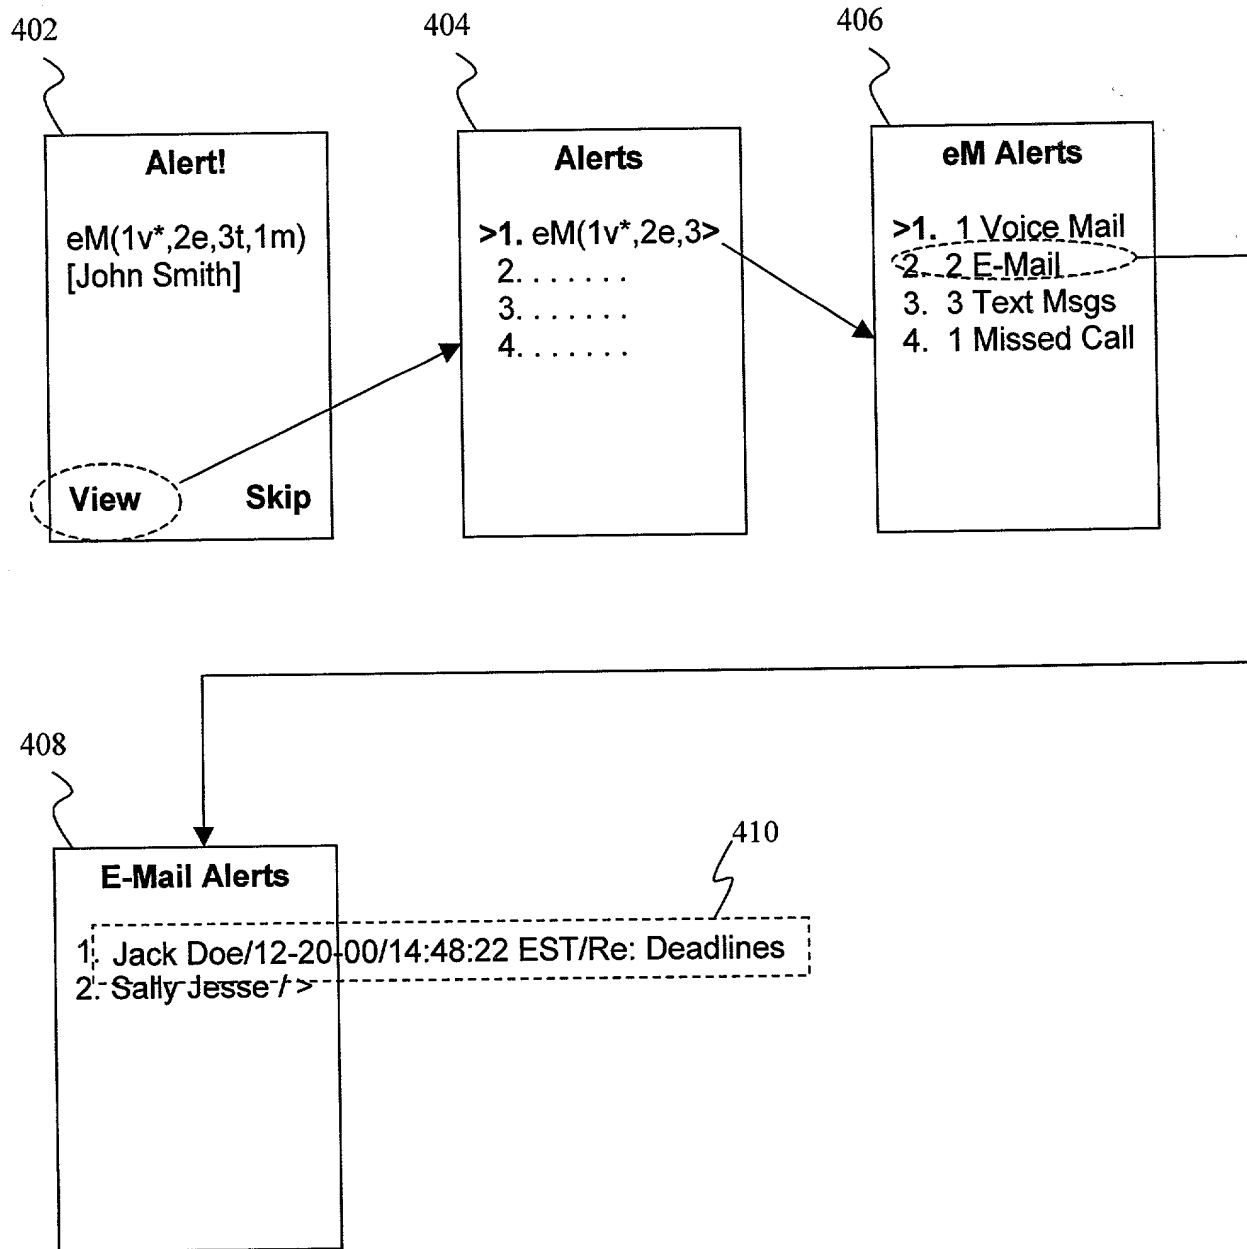 402
404
406
Alert!
eM(1v*,2e,3t,1m)
[John Smith]
View Skip
Alerts
>1. eM(1v*,2e,3>
2. . . . . . .
3. . . . . . .
4. . . . . . .
eM Alerts
>1. 1 Voice Mail
2. 2 E-Mail
3. 3 Text Msgs
4. 1 Missed Call
408
410
E-Mail Alerts
1. Jack Doe/12-20-00/14:48:22 EST/Re: Deadlines
2. Sally Jesse / >